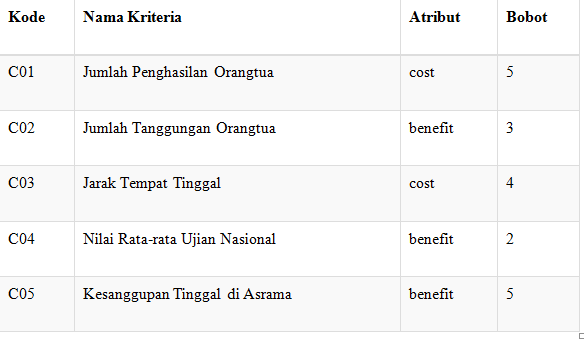 Kode Nama Kriteria Atribut Bobot
C01 Jumlah Penghasilan Orangtua cost 5
C02 Jumlah Tanggungan Orangtua benefit 3
C03 Jarak Tempat Tinggal cost 4
C04 Nilai Rata-rata Ujian Nasional benefit 2
C05 Kesanggupan Tinggal di Asrama benefit 5